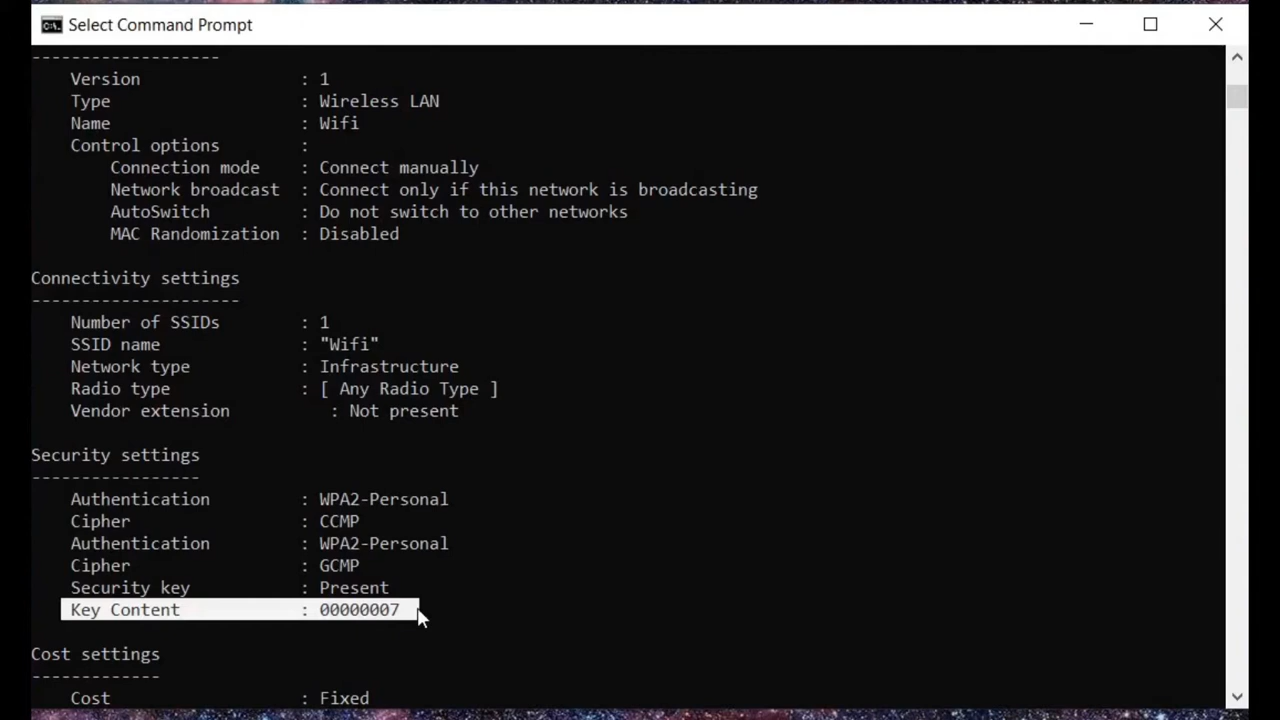 Select Command Prompt
-------------------
Version : 1
Type : Wireless LAN
Name : Wifi
Control options :
Connection mode : Connect manually
Network broadcast : Connect only if this network is broadcasting
AutoSwitch : Do not switch to other networks
MAC Randomization : Disabled
Connectivity settings
---------------------
Number of SSIDs : 1
SSID name : "Wifi"
Network type : Infrastructure
Radio type : [ Any Radio Type ]
Vendor extension : Not present
Security settings
-----------------
Authentication : WPA2-Personal
Cipher : CCMP
Authentication : WPA2-Personal
Cipher : GCMP
Security key : Present
Key Content : 00000007
Cost settings
-------------
Cost : Fixed